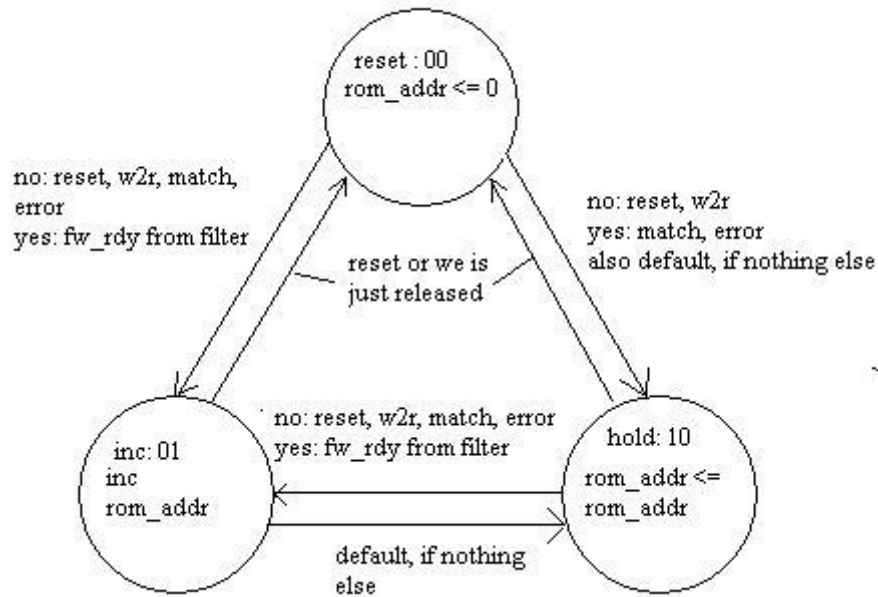 reset : 00
rom_addr <= 0
no: reset, w2r, match,
error
yes: fw_rdy from filter
no: reset, w2r
yes: match, error
also default, if nothing else
reset or we is
just released
inc: 01
inc
rom_addr
no: reset, w2r, match, error
yes: fw_rdy from filter
hold: 10
rom_addr <=
rom_addr
default, if nothing
else